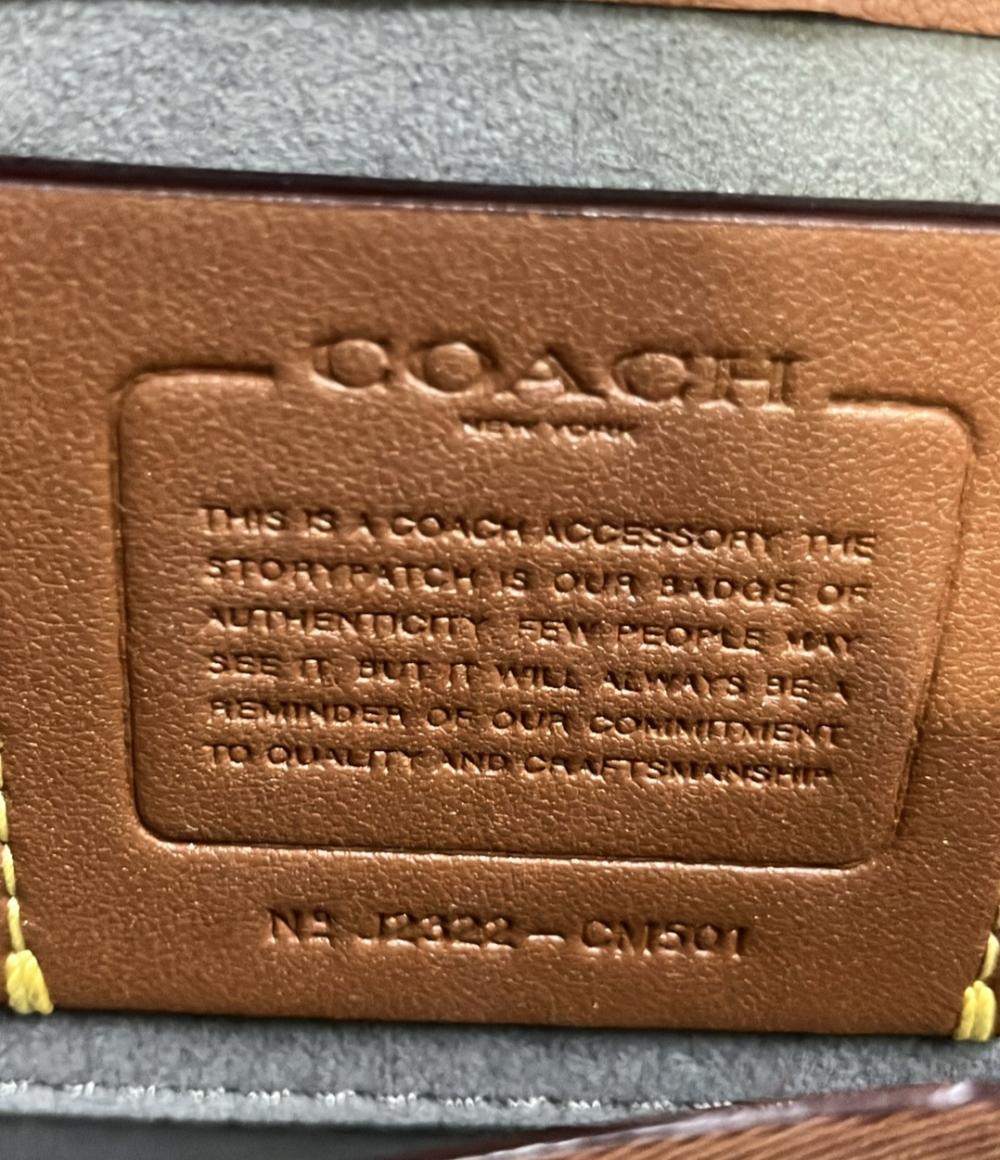 COACH
NEW YORK
THIS IS A COACH ACCESSORY. THE
STORYPATCH IS OUR BADGE OF
AUTHENTICITY. FEW PEOPLE MAY
SEE IT, BUT IT WILL ALWAYS BE A
REMINDER OF OUR COMMITMENT
TO QUALITY AND CRAFTSMANSHIP.
Nº J2322-CM501